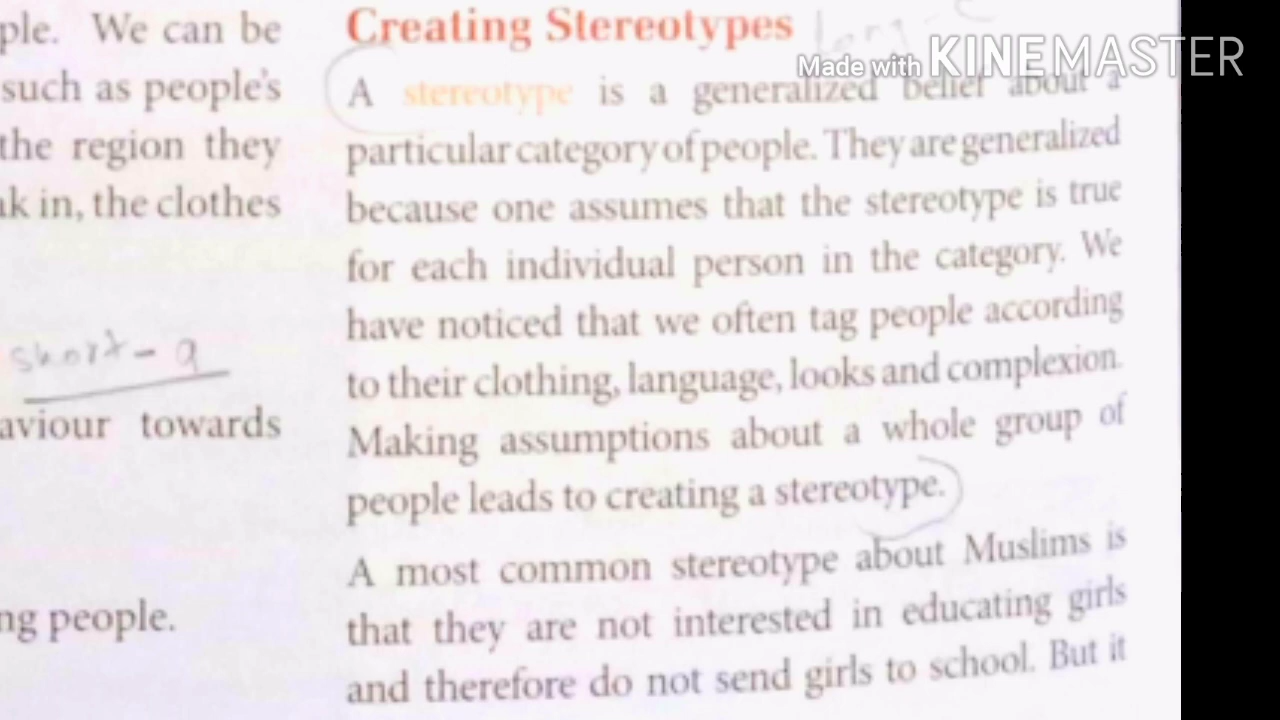 ple. We can be
such as people's
the region they
k in, the clothes
short - q
aviour towards
ng people.
Creating Stereotypes
long -
Made with KINEMASTER
A stereotype is a generalized belief about a
particular category of people. They are generalized
because one assumes that the stereotype is true
for each individual person in the category. We
have noticed that we often tag people according
to their clothing, language, looks and complexion.
Making assumptions about a whole group of
people leads to creating a stereotype.
A most common stereotype about Muslims is
that they are not interested in educating girls
and therefore do not send girls to school. But it